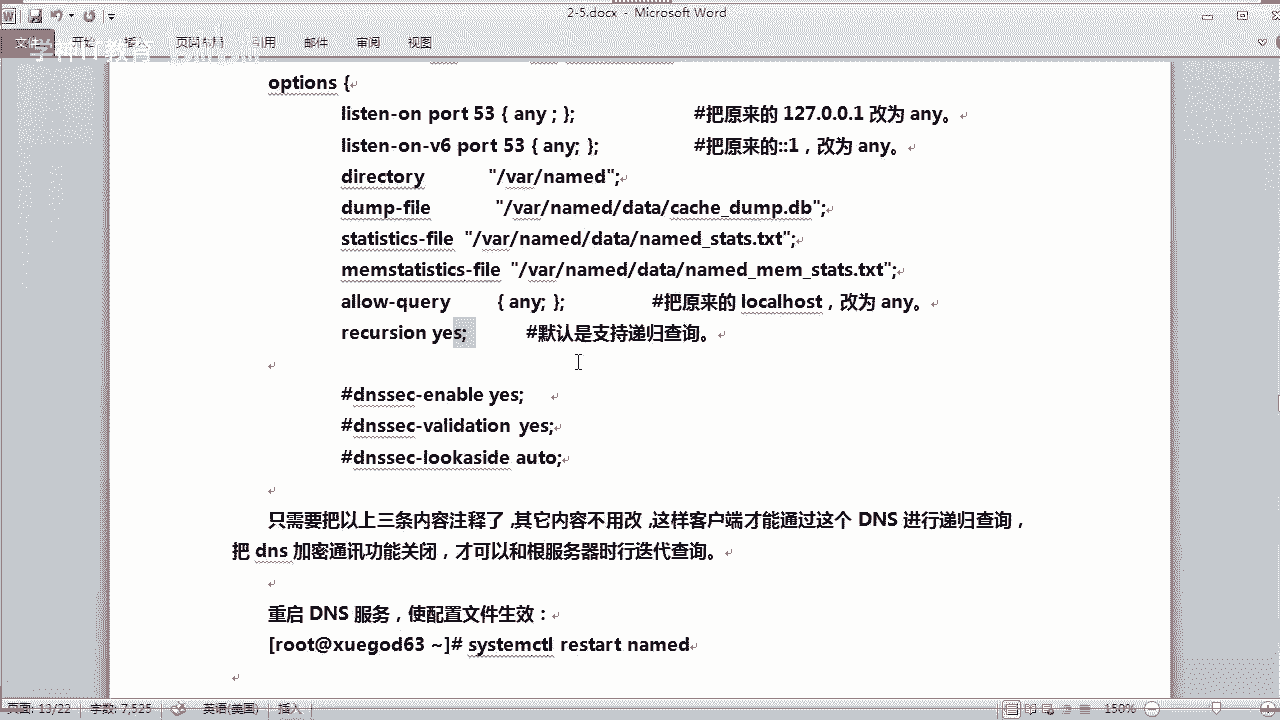 2-5.docx - Microsoft Word
文件 开始 插 页面布局 引用 邮件 审阅 视图
学神IT教育
options {
listen-on port 53 { any ; }; #把原来的 127.0.0.1 改为 any。
listen-on-v6 port 53 { any; }; #把原来的::1，改为 any。
directory "/var/named";
dump-file "/var/named/data/cache_dump.db";
statistics-file "/var/named/data/named_stats.txt";
memstatistics-file "/var/named/data/named_mem_stats.txt";
allow-query { any; }; #把原来的 localhost，改为 any。
recursion yes; #默认是支持递归查询。
#dnssec-enable yes;
#dnssec-validation yes;
#dnssec-lookaside auto;
只需要把以上三条内容注释了 ,其它内容不用改 ,这样客户端才能通过这个 DNS 进行递归查询，
把 dns 加密通讯功能关闭，才可以和根服务器时行迭代查询。
重启 DNS 服务，使配置文件生效：
[root@xuegod63 ~]# systemctl restart named
页面: 13/22 字数: 7,525 英语(美国) 插入 150%